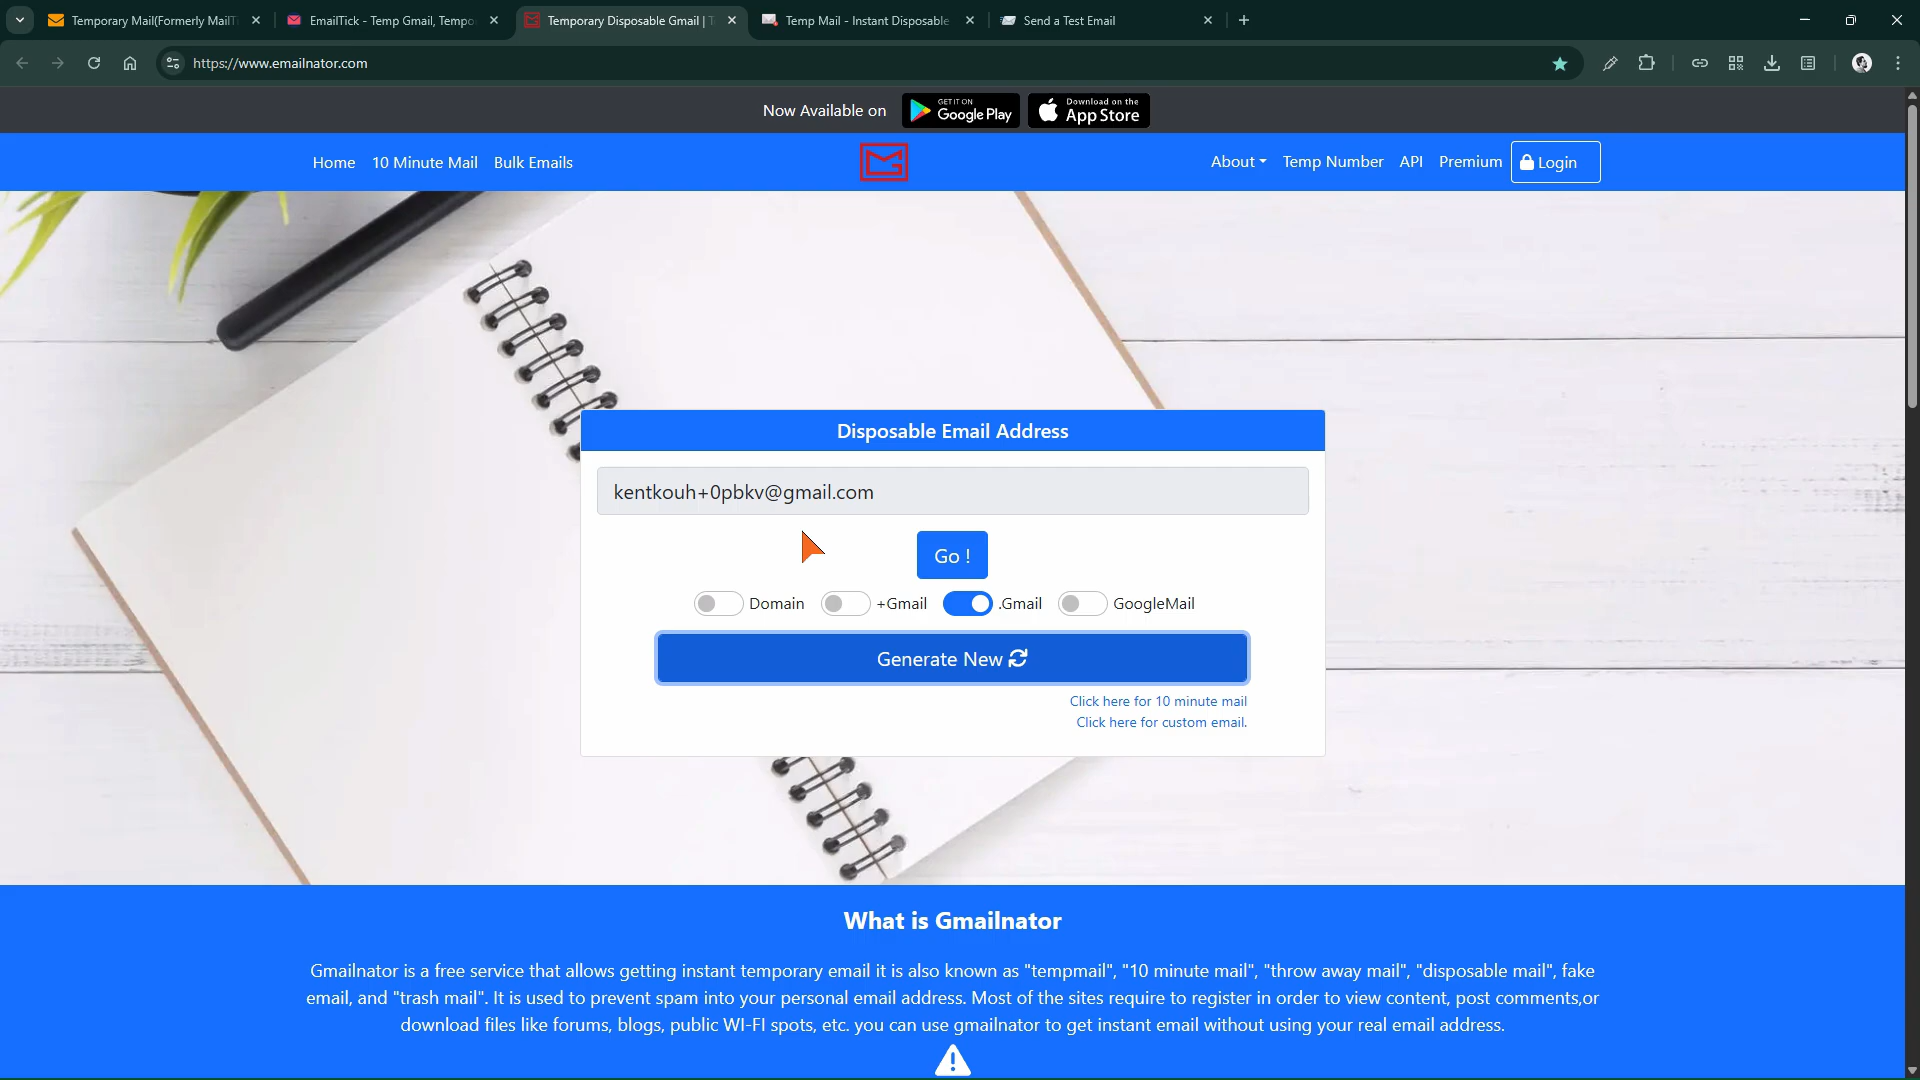 Temporary Mail(Formerly MailT
EmailTick - Temp Gmail, Tempo
Temporary Disposable Gmail | T
Temp Mail - Instant Disposable
Send a Test Email
https://www.emailnator.com
Now Available on
GET IT ON
Google Play
Download on the
App Store
Home
10 Minute Mail
Bulk Emails
About
Temp Number
API
Premium
Login
Disposable Email Address
kentkouh+0pbkv@gmail.com
Go !
Domain
+Gmail
.Gmail
GoogleMail
Generate New
Click here for 10 minute mail
Click here for custom email.
What is Gmailnator
Gmailnator is a free service that allows getting instant temporary email it is also known as "tempmail", "10 minute mail", "throw away mail", "disposable mail", fake
email, and "trash mail". It is used to prevent spam into your personal email address. Most of the sites require to register in order to view content, post comments,or
download files like forums, blogs, public WI-FI spots, etc. you can use gmailnator to get instant email without using your real email address.